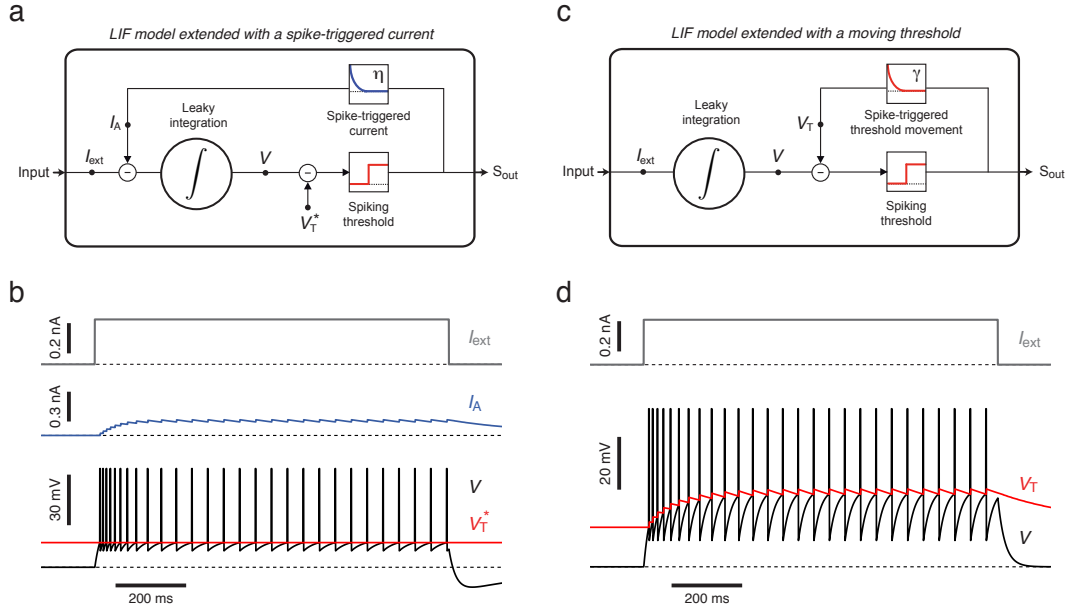 a
LIF model extended with a spike-triggered current
η
Leaky
integration
Spike-triggered
current
I_A
Input
I_ext
−
∫
V
−
S_out
V_T^*
Spiking
threshold
b
0.2 nA
I_ext
0.3 nA
I_A
30 mV
V
V_T^*
200 ms
c
LIF model extended with a moving threshold
γ
Leaky
integration
Spike-triggered
threshold movement
V_T
Input
I_ext
∫
V
−
S_out
Spiking
threshold
d
0.2 nA
I_ext
20 mV
V_T
V
200 ms